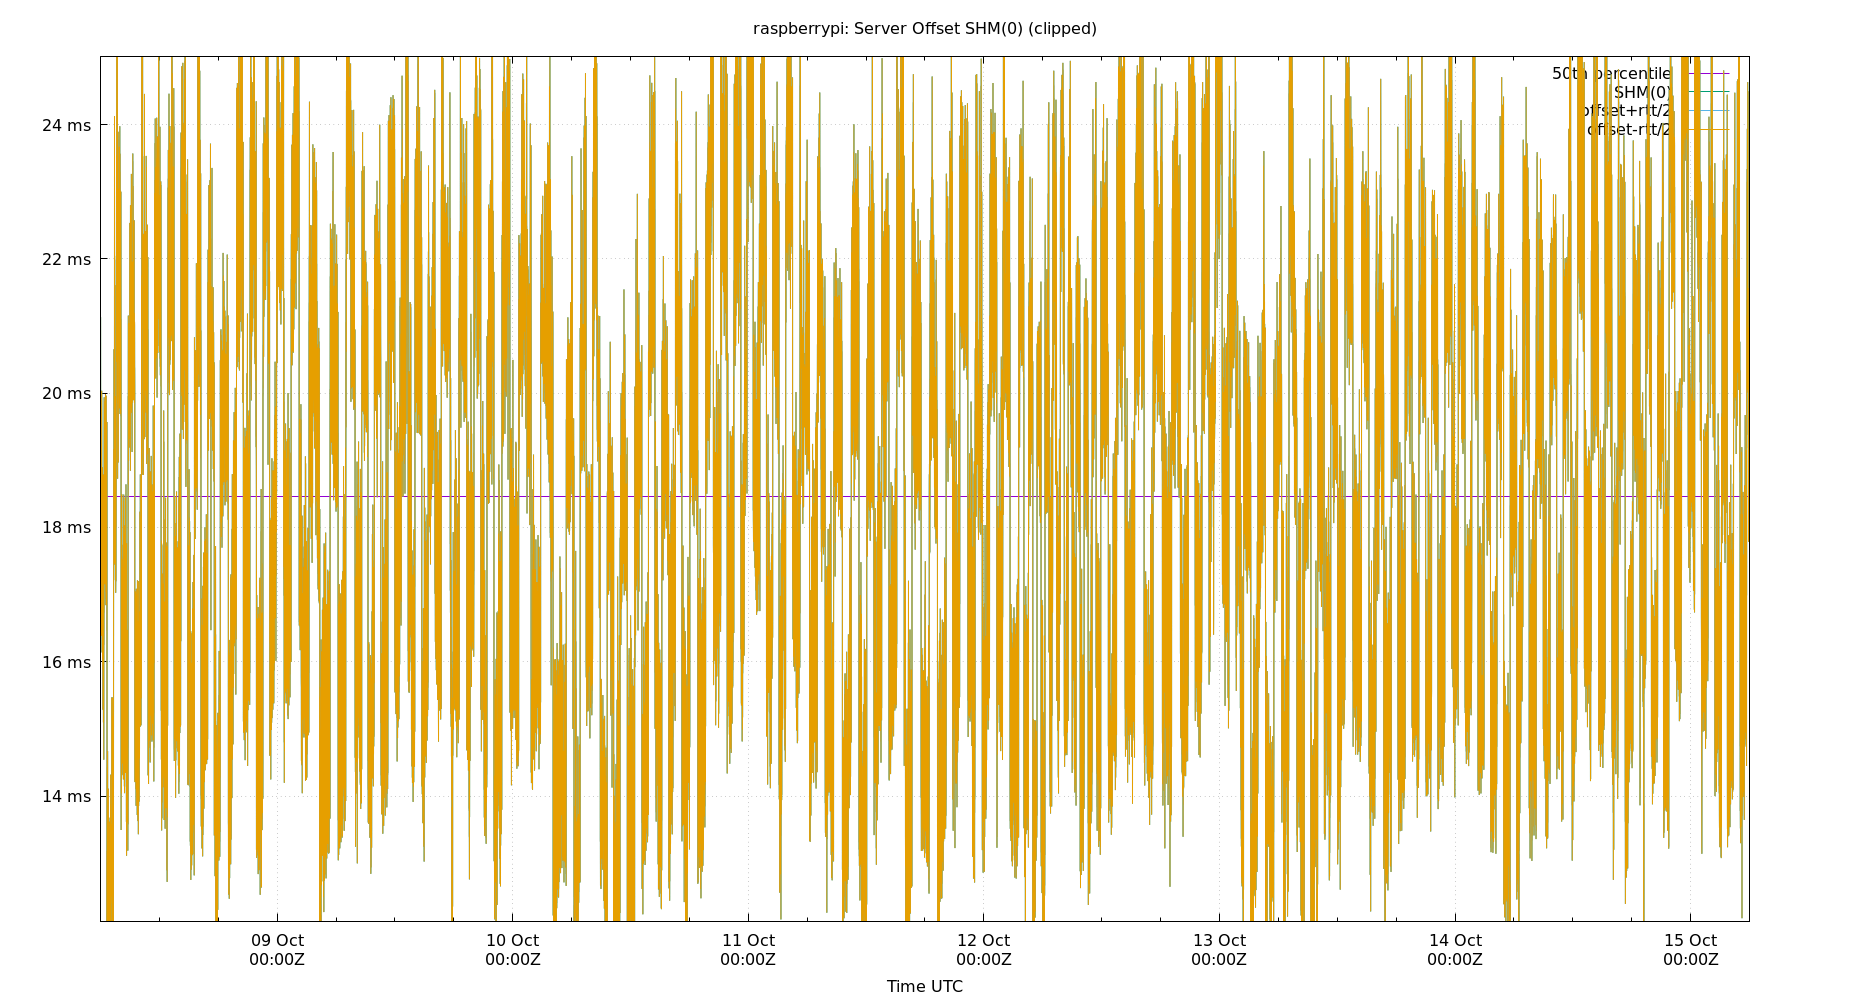 raspberrypi: Server Offset SHM(0) (clipped)
50th percentile
SHM(0)
offset+rtt/2
offset-rtt/2
24 ms
22 ms
20 ms
18 ms
16 ms
14 ms
09 Oct
00:00Z
10 Oct
00:00Z
11 Oct
00:00Z
12 Oct
00:00Z
13 Oct
00:00Z
14 Oct
00:00Z
15 Oct
00:00Z
Time UTC